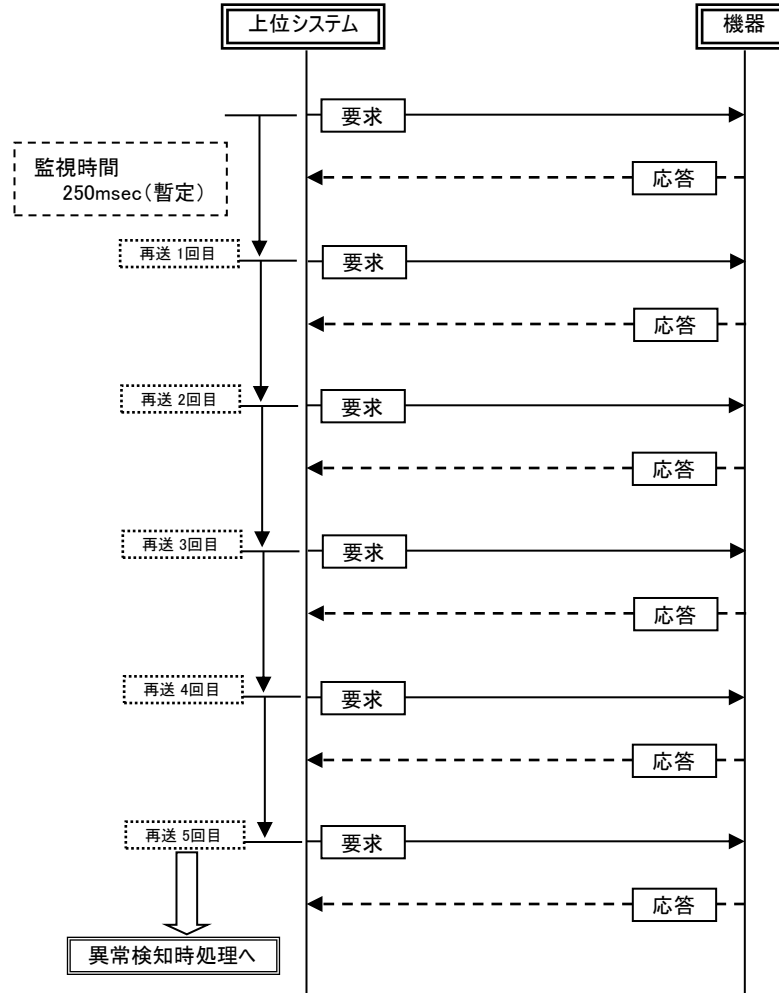 上位システム
機器
要求
監視時間
250msec(暫定)
応答
再送 1回目
要求
応答
再送 2回目
要求
応答
再送 3回目
要求
応答
再送 4回目
要求
応答
再送 5回目
要求
応答
異常検知時処理へ